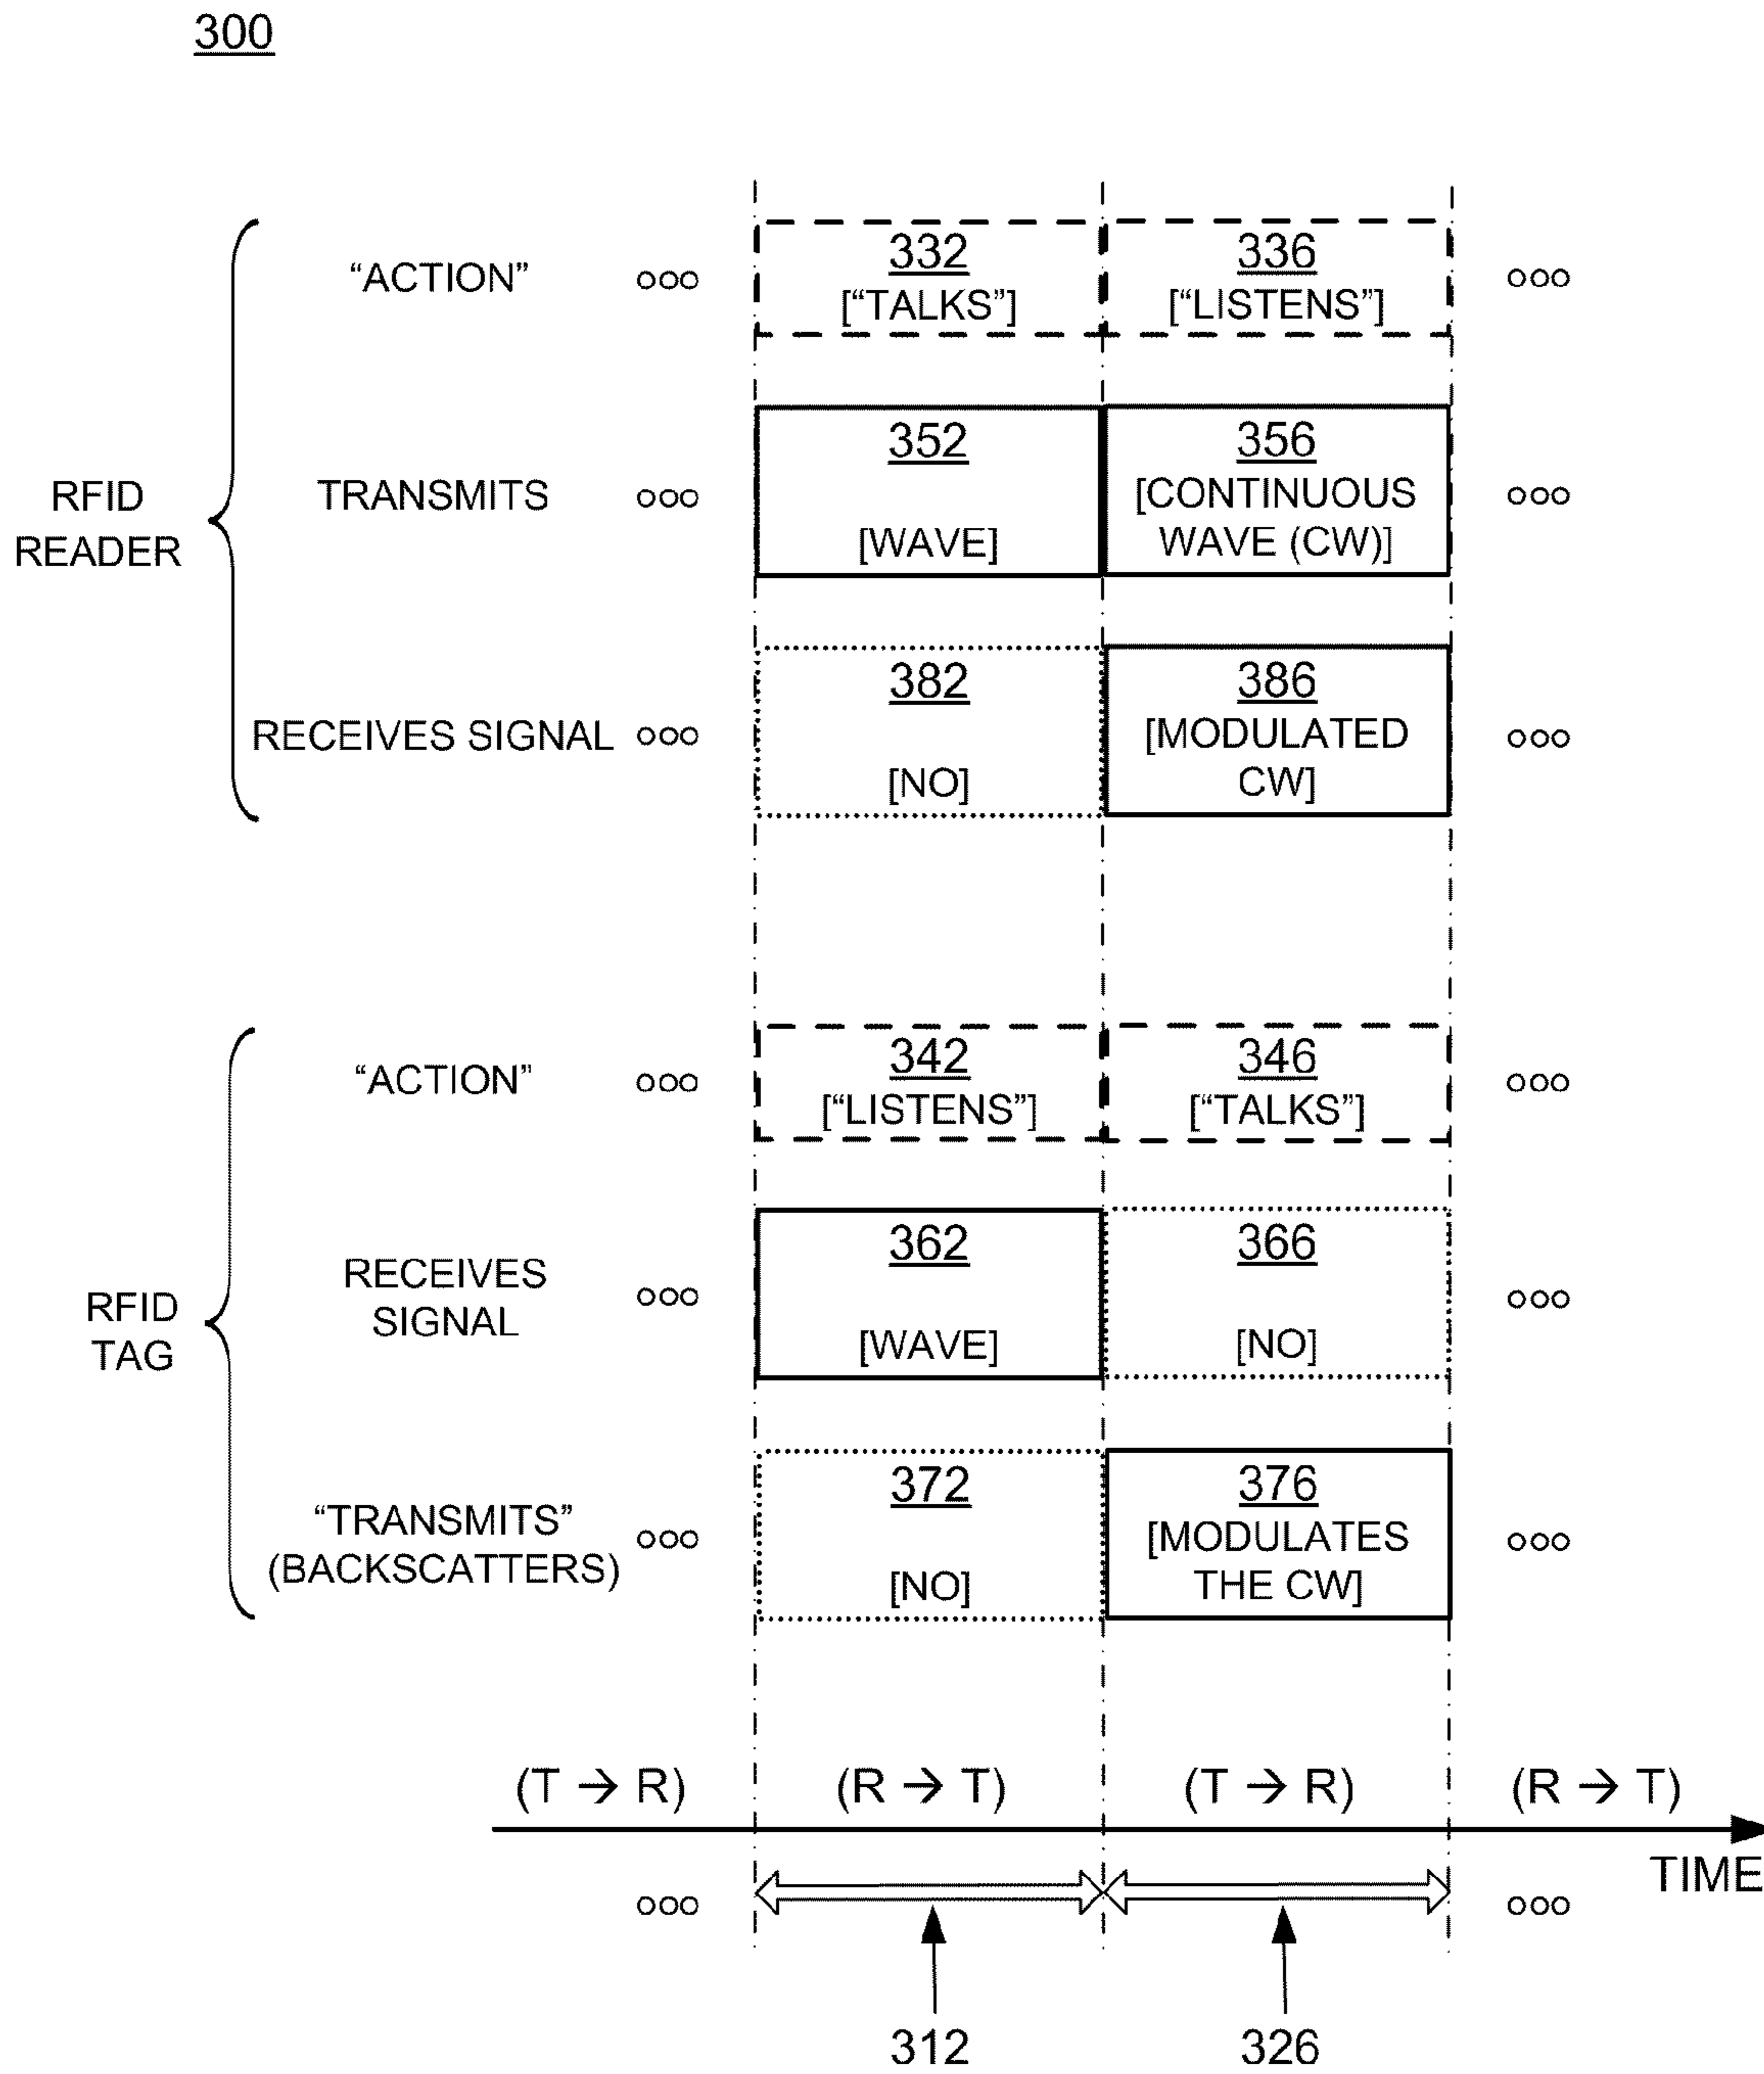 300
"ACTION"
ooo
332
["TALKS"]
336
["LISTENS"]
ooo
RFID
READER
TRANSMITS
ooo
352
[WAVE]
356
[CONTINUOUS
WAVE (CW)]
ooo
RECEIVES SIGNAL
ooo
382
[NO]
386
[MODULATED
CW]
ooo
"ACTION"
ooo
342
["LISTENS"]
346
["TALKS"]
ooo
RFID
TAG
RECEIVES
SIGNAL
ooo
362
[WAVE]
366
[NO]
ooo
"TRANSMITS"
(BACKSCATTERS)
ooo
372
[NO]
376
[MODULATES
THE CW]
ooo
(T → R)
(R → T)
(T → R)
(R → T)
TIME
ooo
ooo
312
326